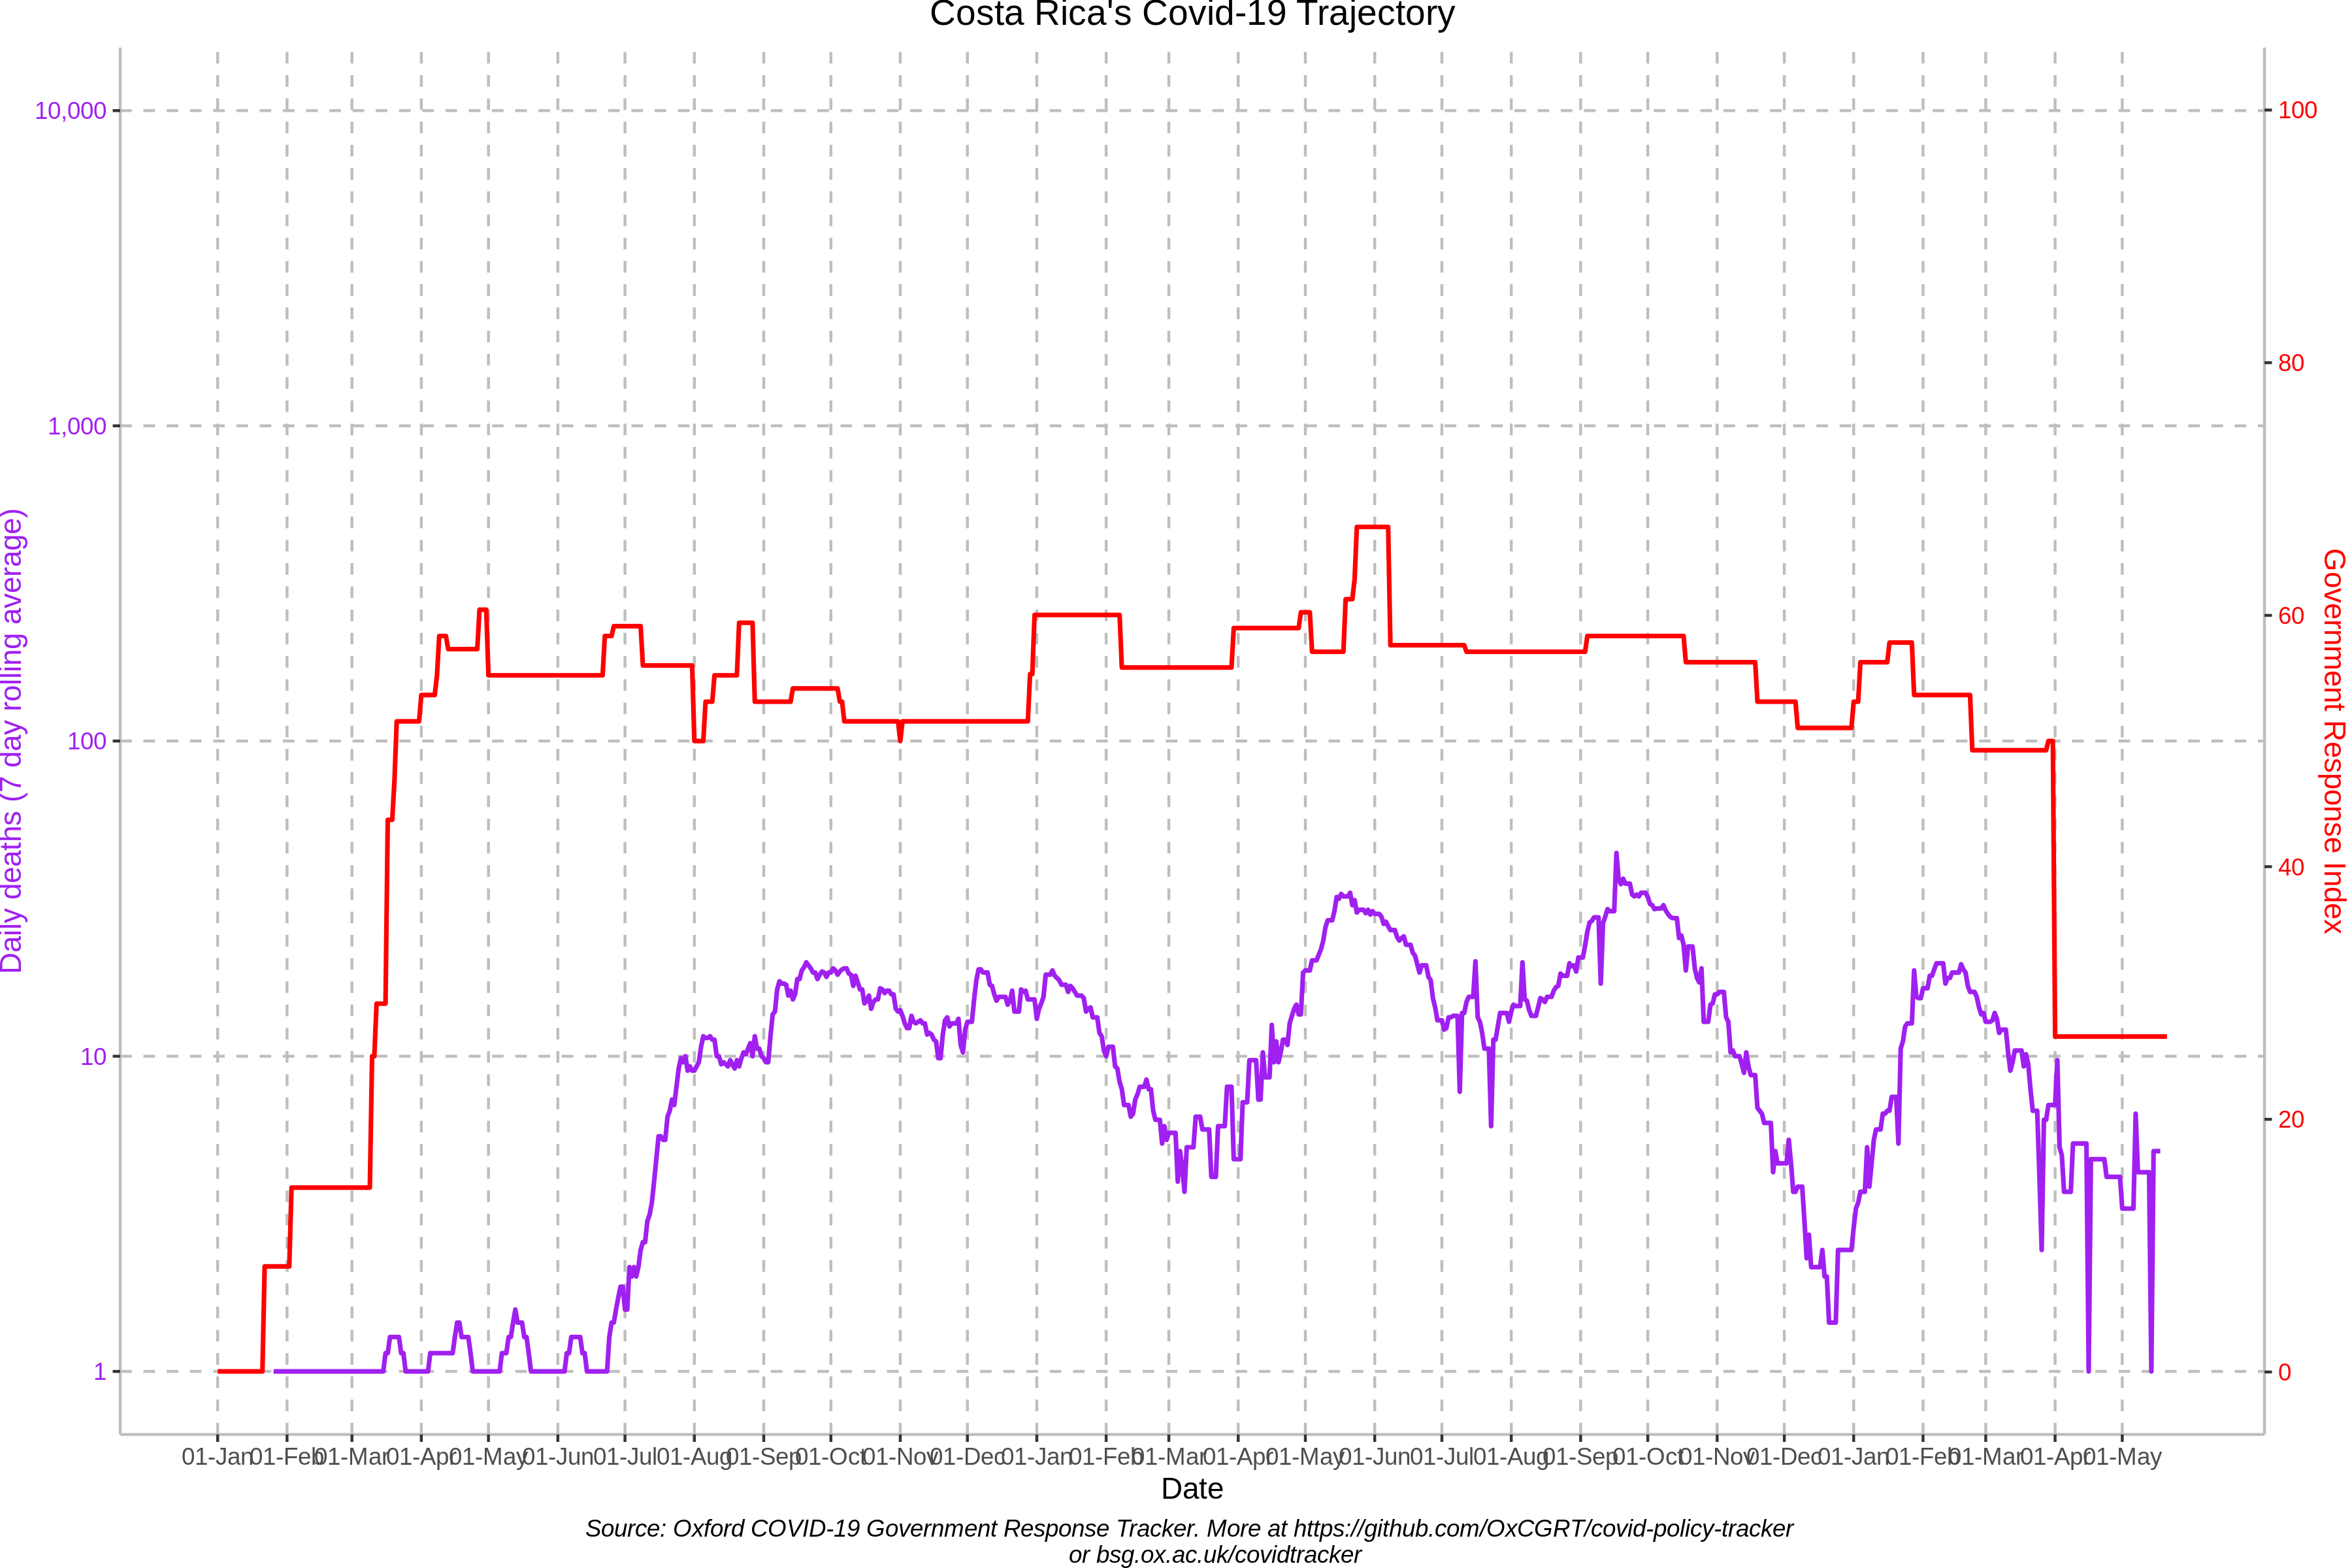 Costa Rica's Covid-19 Trajectory
10,000
1,000
100
10
1
Daily deaths (7 day rolling average)
100
80
60
40
20
0
Government Response Index
01-Jan 01-Feb 01-Mar 01-Apr 01-May 01-Jun 01-Jul 01-Aug 01-Sep 01-Oct 01-Nov 01-Dec 01-Jan 01-Feb 01-Mar 01-Apr 01-May 01-Jun 01-Jul 01-Aug 01-Sep 01-Oct 01-Nov 01-Dec 01-Jan 01-Feb 01-Mar 01-Apr 01-May
Date
Source: Oxford COVID-19 Government Response Tracker. More at https://github.com/OxCGRT/covid-policy-tracker
or bsg.ox.ac.uk/covidtracker